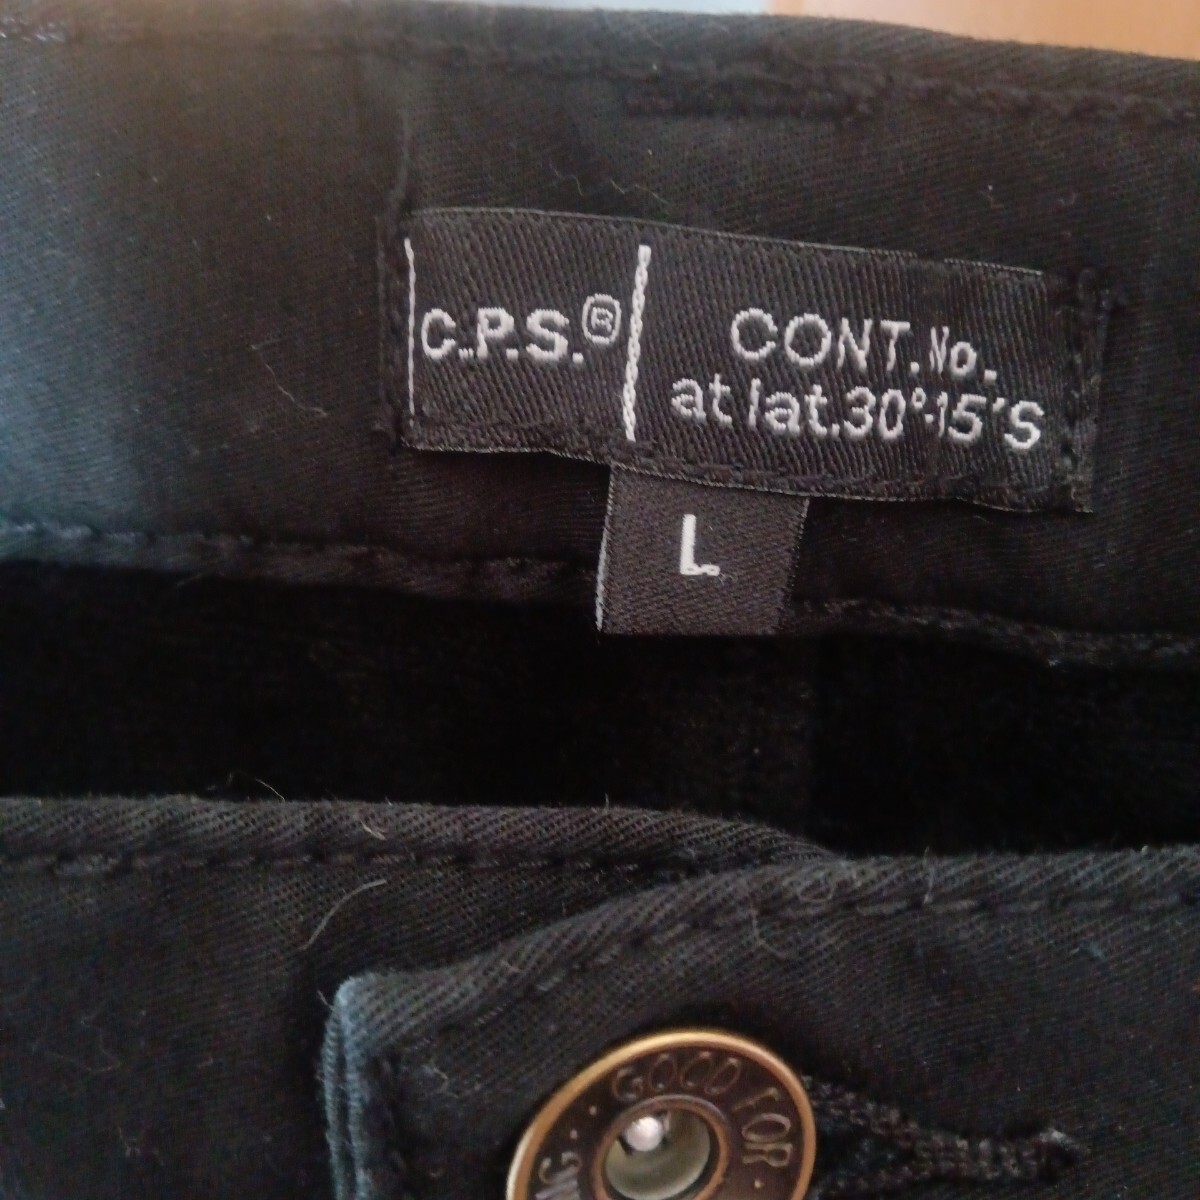 C.P.S.®
CONT.No.
at lat.30°-15'S
L
GOOD FOR